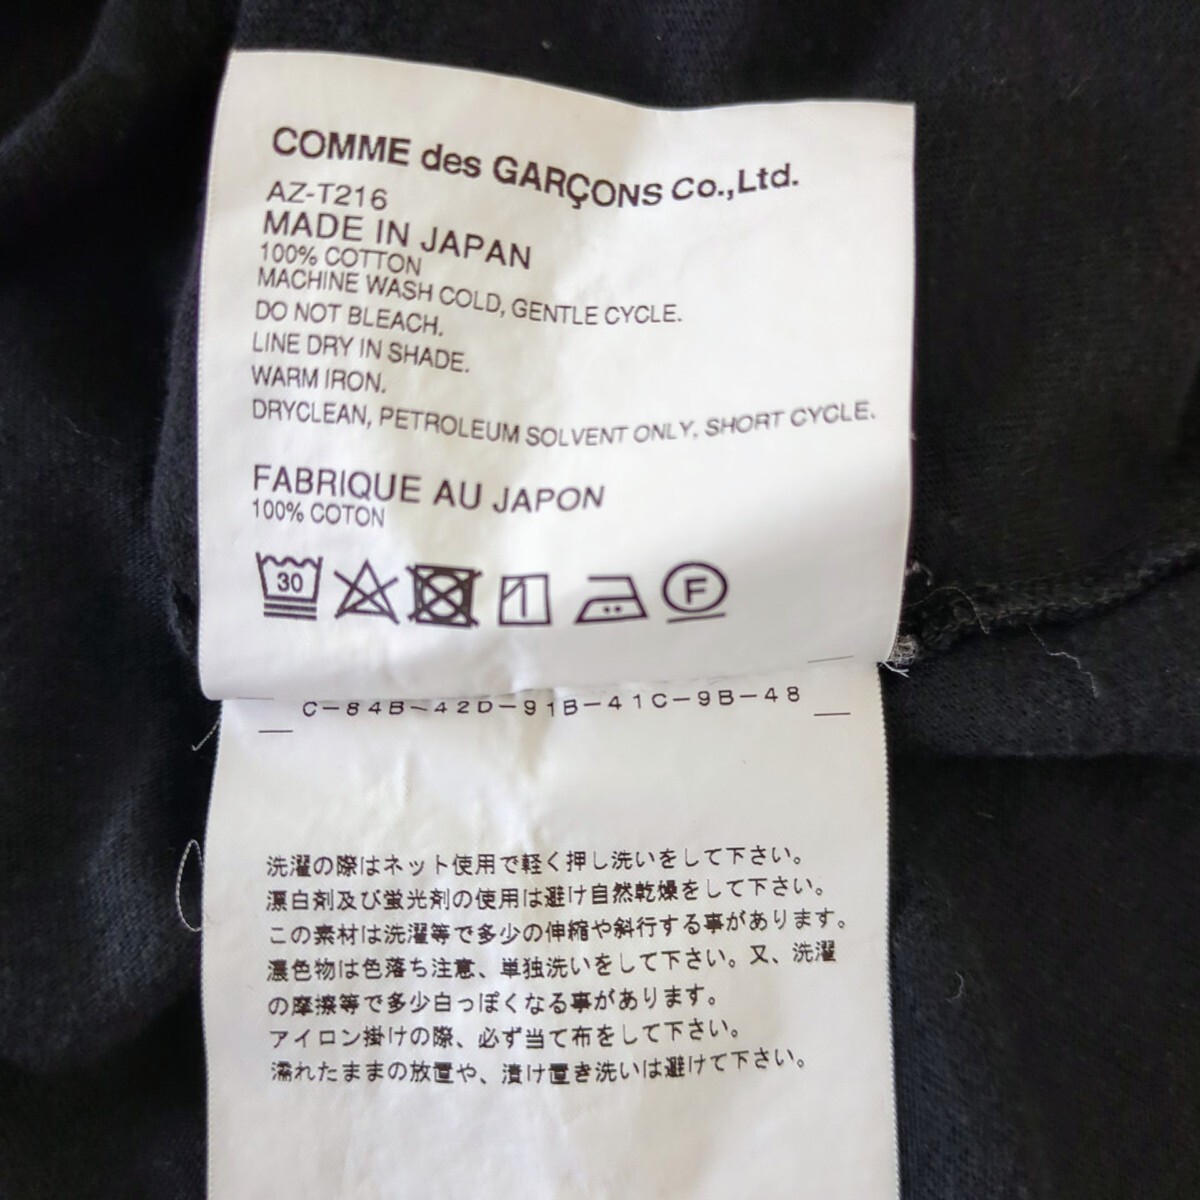 COMME des GARÇONS Co.,Ltd.
AZ-T216
MADE IN JAPAN
100% COTTON
MACHINE WASH COLD, GENTLE CYCLE.
DO NOT BLEACH.
LINE DRY IN SHADE.
WARM IRON.
DRYCLEAN, PETROLEUM SOLVENT ONLY, SHORT CYCLE.
FABRIQUE AU JAPON
100% COTON
30 F
C-84B-42D-91B-41C-9B-48
洗濯の際はネット使用で軽く押し洗いをして下さい。
漂白剤及び蛍光剤の使用は避け自然乾燥をして下さい。
この素材は洗濯等で多少の伸縮や斜行する事があります。
濃色物は色落ち注意、単独洗いをして下さい。又、洗濯
の摩擦等で多少白っぽくなる事があります。
アイロン掛けの際、必ず当て布をして下さい。
濡れたままの放置や、漬け置き洗いは避けて下さい。